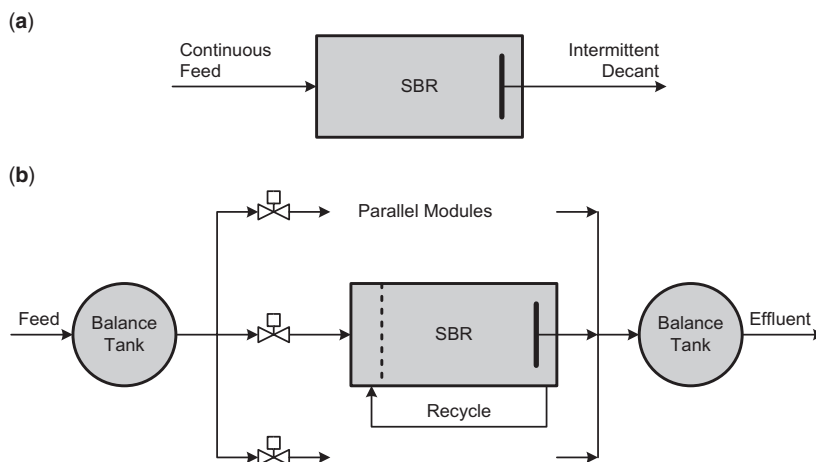 (a)
Continuous
Feed
SBR
Intermittent
Decant
(b)
Parallel Modules
Feed
Balance
Tank
SBR
Balance
Tank
Effluent
Recycle